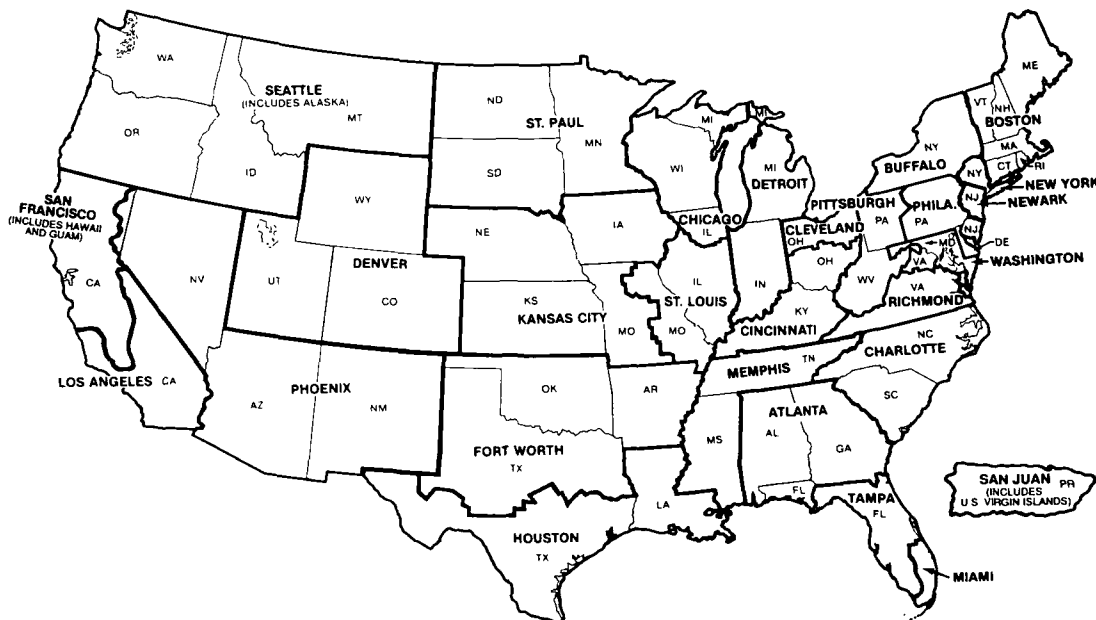 WA
SEATTLE
(INCLUDES ALASKA)
MT
OR
ID
ND
ST. PAUL
MN
SD
WY
MI
MI
WI
MI
DETROIT
ME
VT
NH
BOSTON
MA
NY
BUFFALO
CT
RI
NY
NEW YORK
NJ
NEWARK
PITTSBURGH
PA
PHILA.
PA
NJ
DE
MD
WASHINGTON
SAN
FRANCISCO
(INCLUDES HAWAII
AND GUAM)
CA
NV
UT
DENVER
CO
NE
IA
CHICAGO
IL
CLEVELAND
OH
OH
IL
IN
WV
VA
VA
RICHMOND
KS
KANSAS CITY
MO
ST. LOUIS
MO
KY
CINCINNATI
LOS ANGELES
CA
PHOENIX
AZ
NM
OK
AR
MEMPHIS
TN
NC
CHARLOTTE
SC
FORT WORTH
TX
MS
ATLANTA
AL
GA
LA
FL
TAMPA
FL
HOUSTON
TX
MIAMI
SAN JUAN
PR
(INCLUDES
U S VIRGIN ISLANDS)